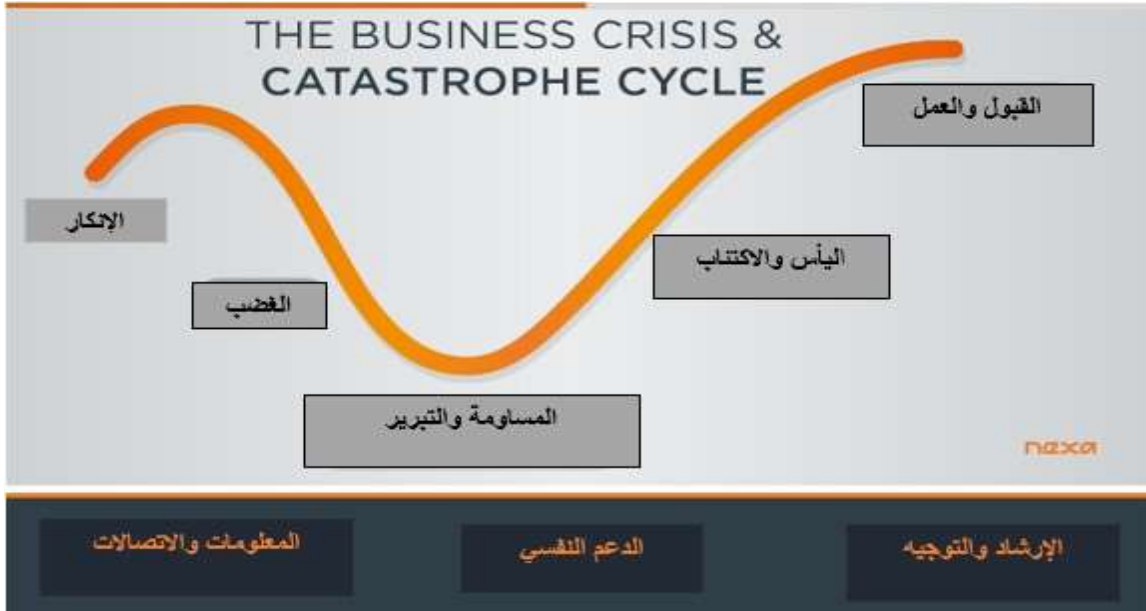 THE BUSINESS CRISIS &
CATASTROPHE CYCLE
القبول والعمل
الإنكار
اليأس والاكتئاب
الغضب
المساومة والتبرير
nexa
المعلومات والاتصالات
الدعم النفسي
الإرشاد والتوجيه